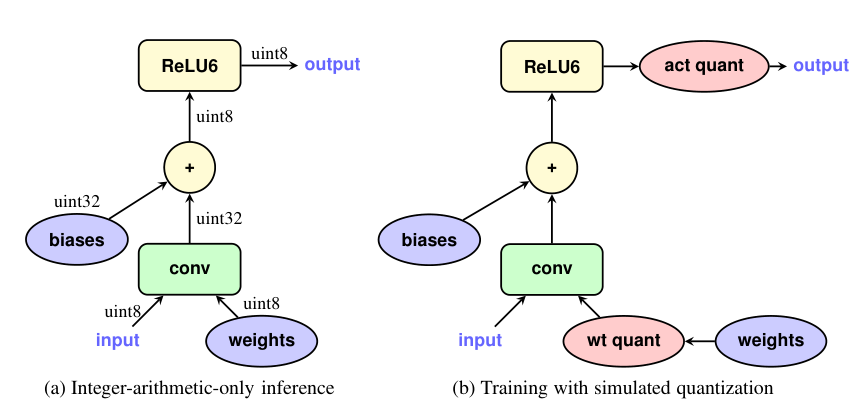 ReLU6
uint8
output
uint8
+
uint32
biases
uint32
conv
uint8
uint8
input
weights
(a) Integer-arithmetic-only inference
ReLU6
act quant
output
+
biases
conv
input
wt quant
weights
(b) Training with simulated quantization